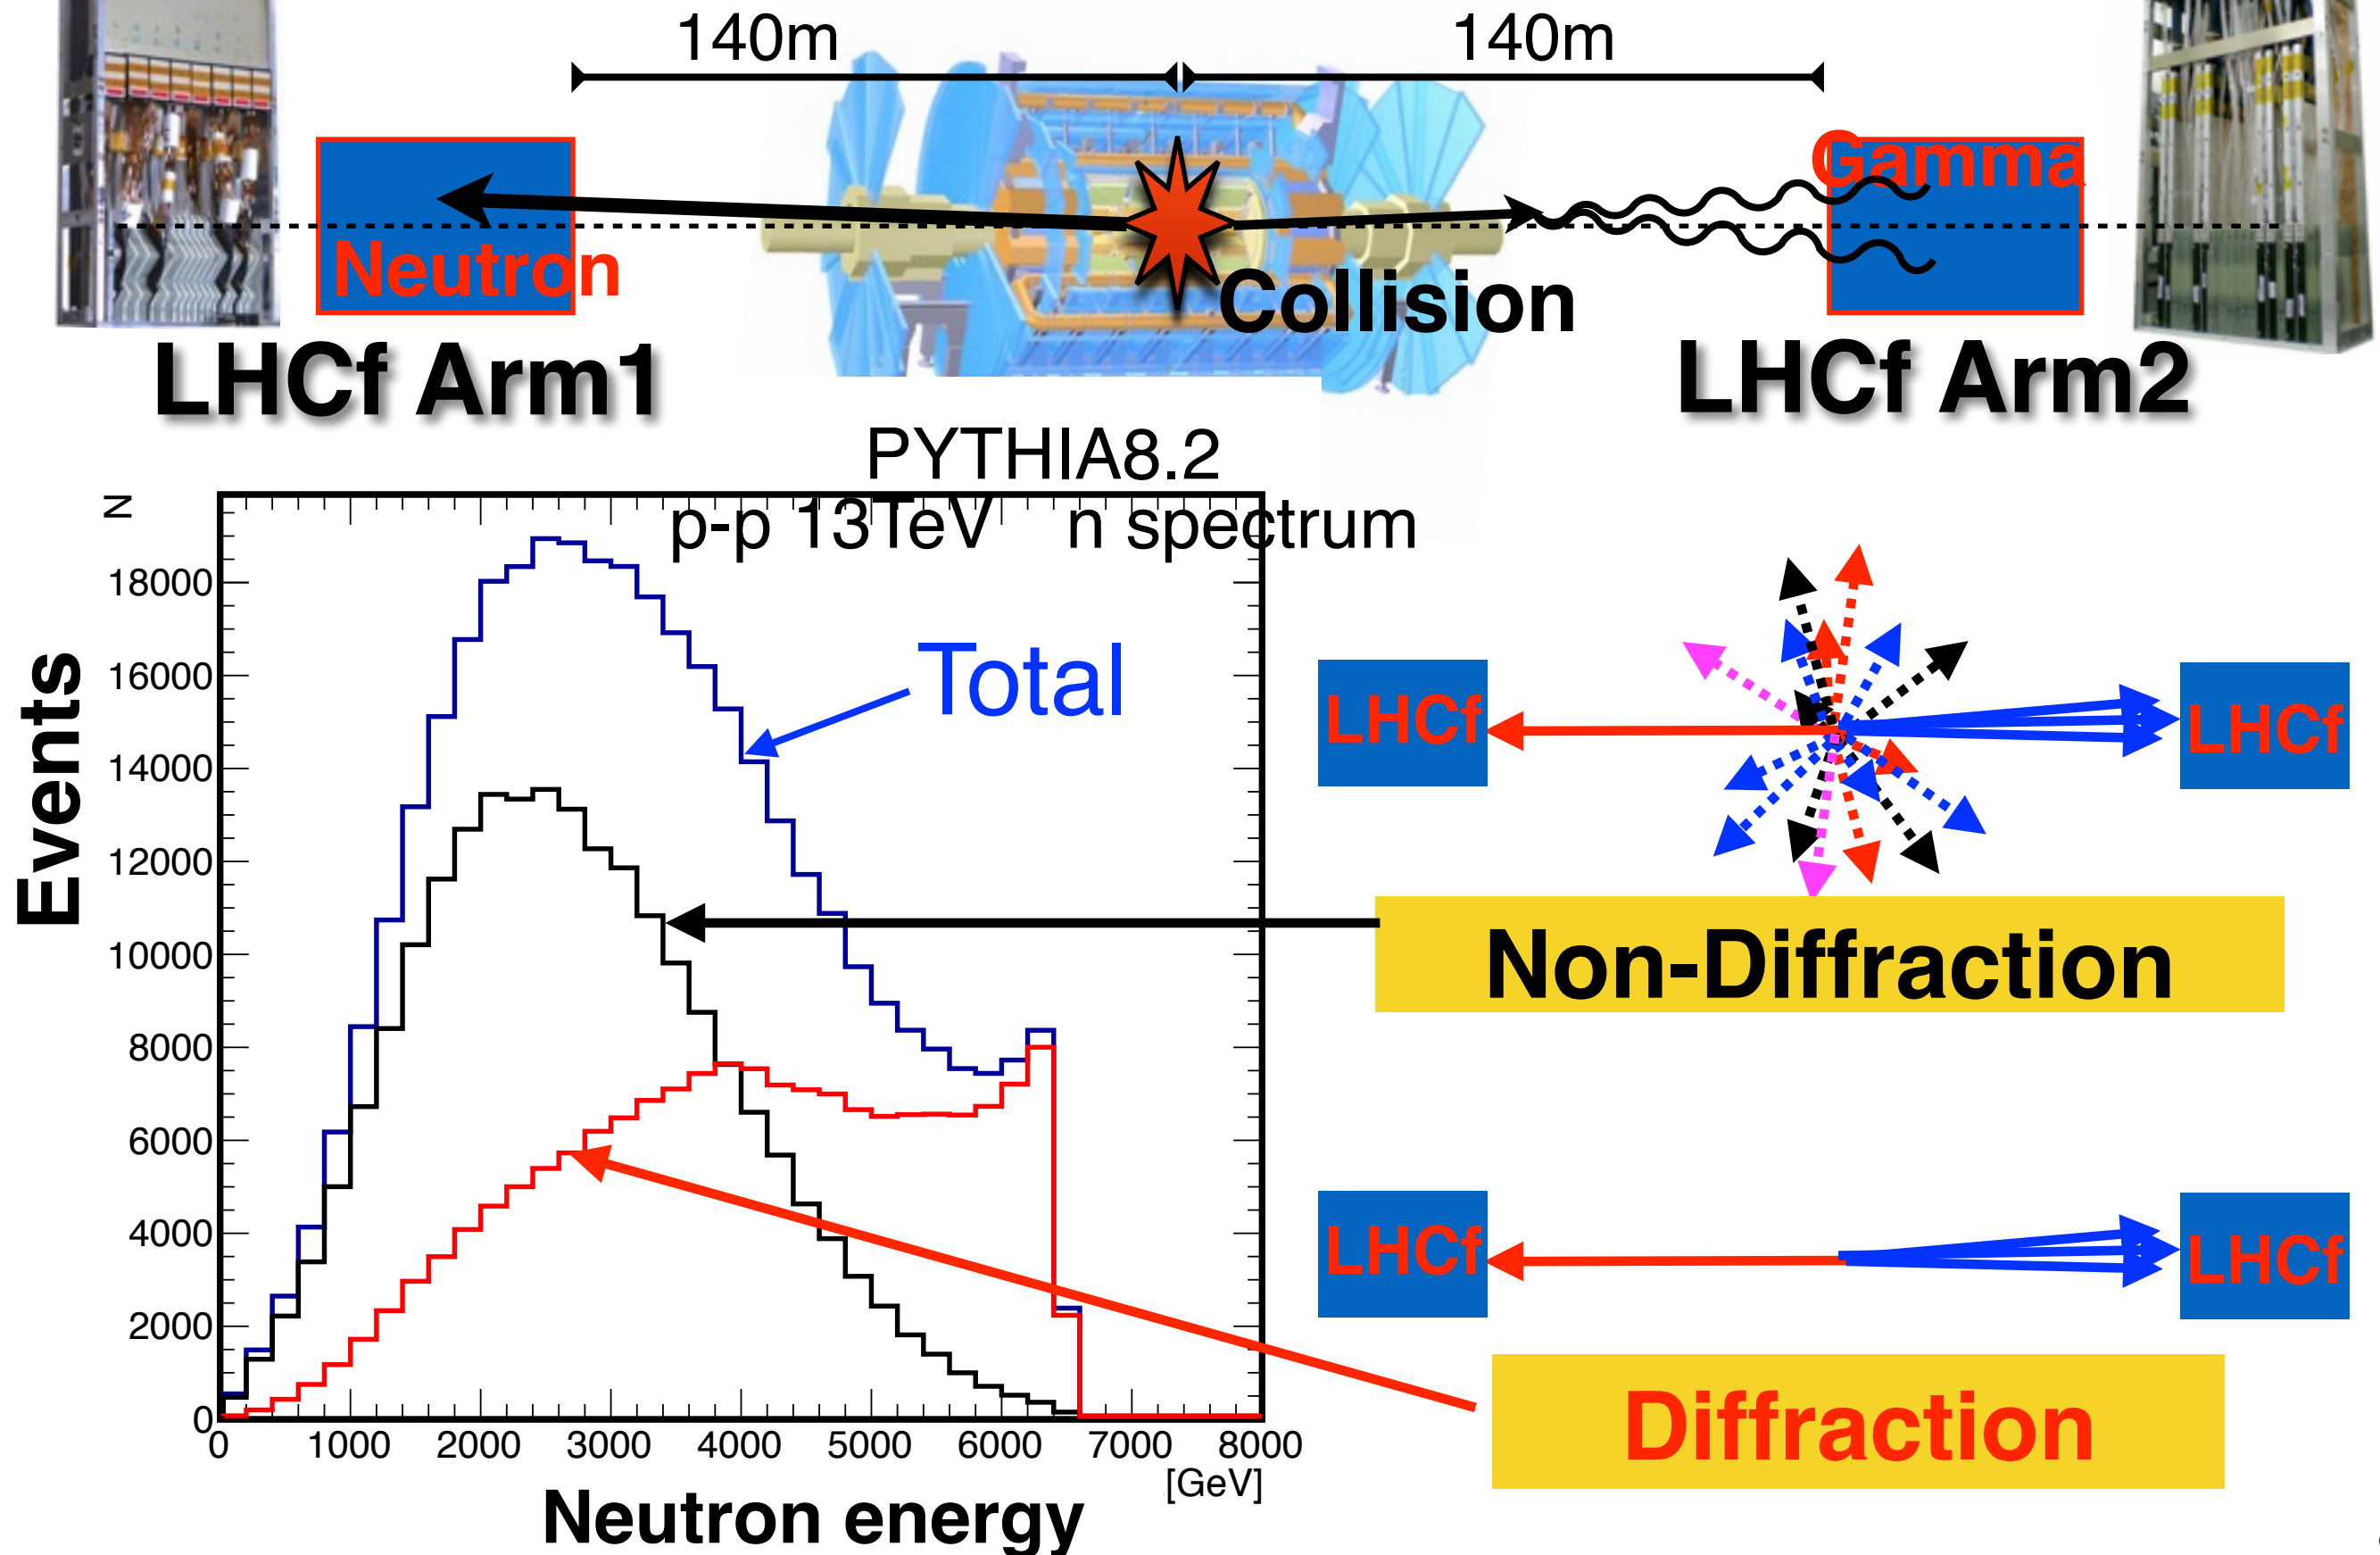 140m 140m
Gamma
Neutron
Collision
LHCf Arm1 LHCf Arm2
PYTHIA8.2
p-p 13TeV n spectrum
N
Events
18000
16000
14000
12000
10000
8000
6000
4000
2000
0
0 1000 2000 3000 4000 5000 6000 7000 8000
[GeV]
Neutron energy
Total
LHCf LHCf
Non-Diffraction
LHCf LHCf
Diffraction